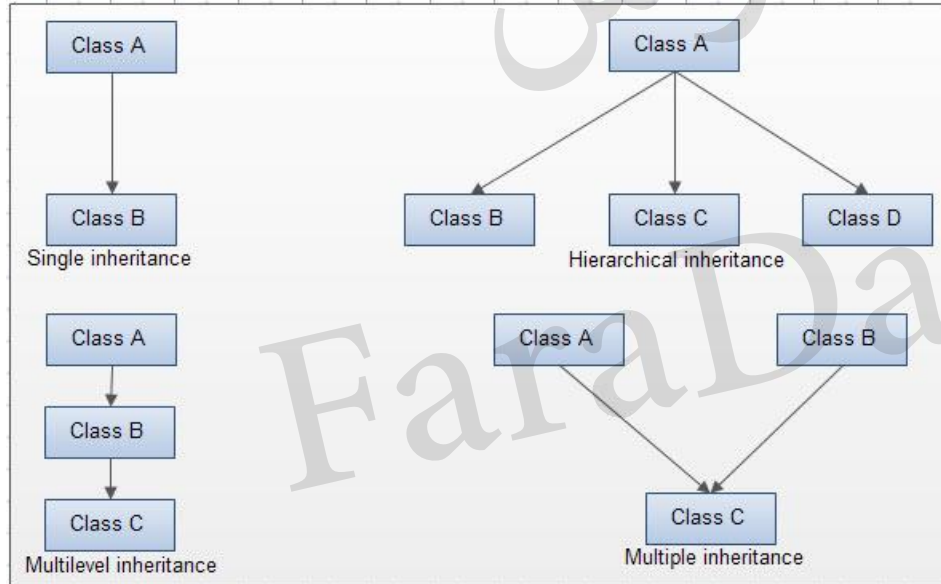 Class A
Class B
Single inheritance
Class A
Class B Class C Class D
Hierarchical inheritance
Class A
Class B
Class C
Multilevel inheritance
Class A Class B
Class C
Multiple inheritance
FaraDa